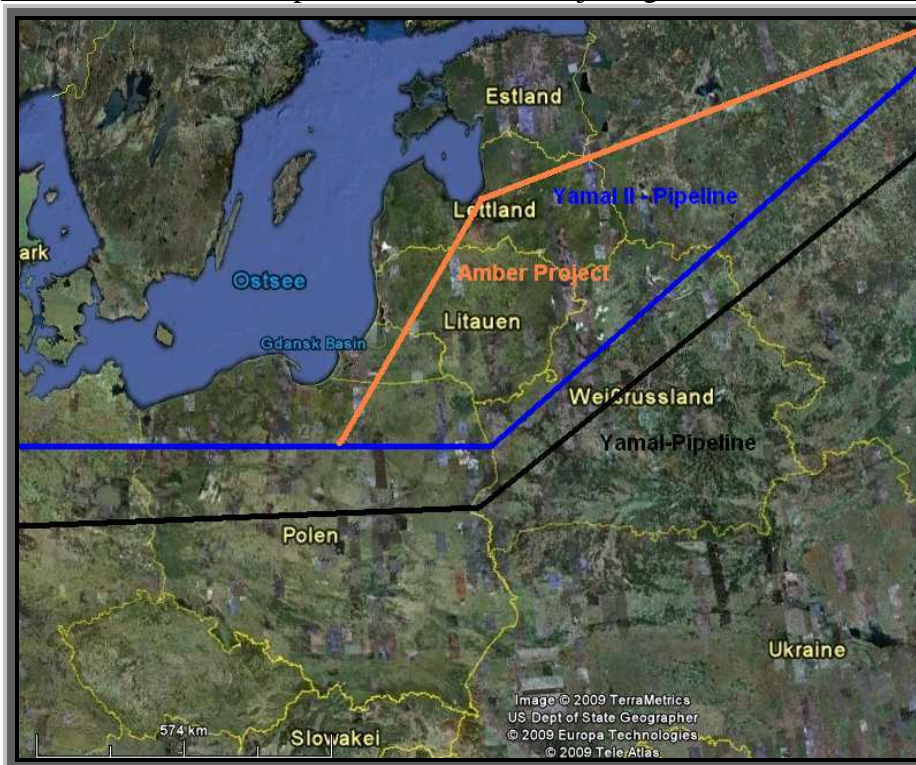 Estland
Yamal II - Pipeline
Lettland
ark
Amber Project
Ostsee
Litauen
Gdansk Basin
Weißrussland
Yamal-Pipeline
Polen
Ukraine
Image © 2009 TerraMetrics
US Dept of State Geographer
© 2009 Europa Technologies
© 2009 Tele Atlas
574 km
Slowakei